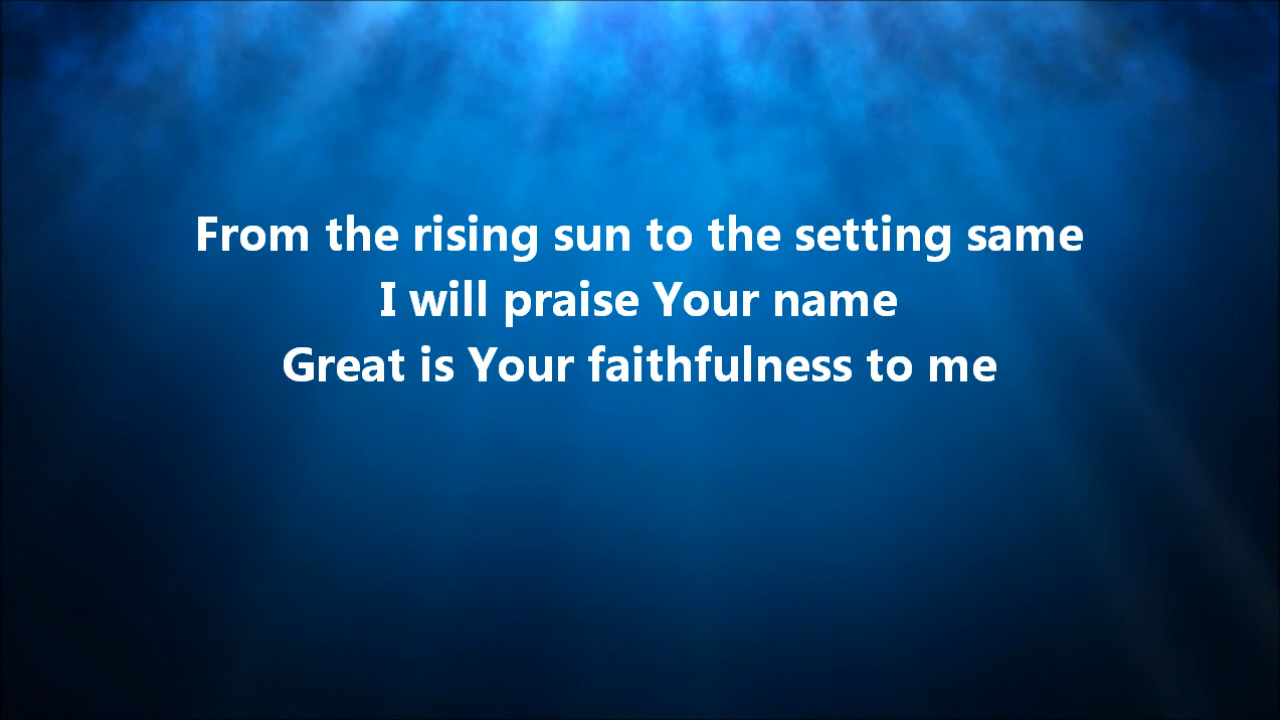 From the rising sun to the setting same
I will praise Your name
Great is Your faithfulness to me